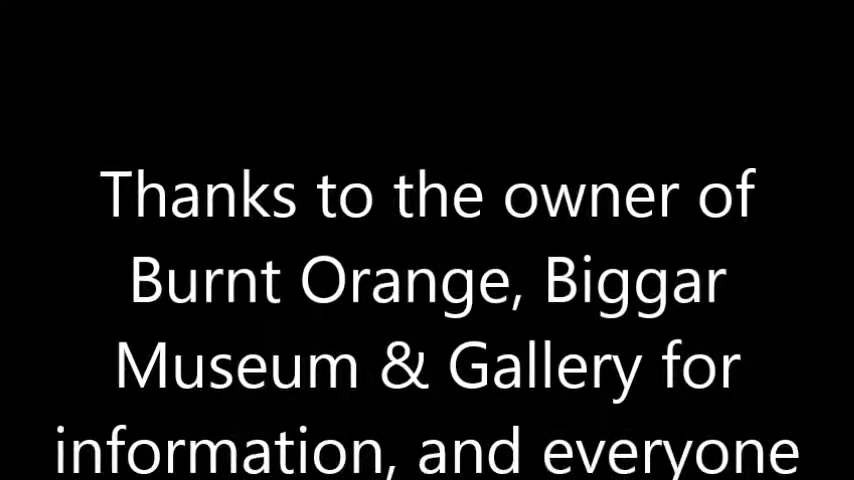 Thanks to the owner of
Burnt Orange, Biggar
Museum & Gallery for
information, and everyone